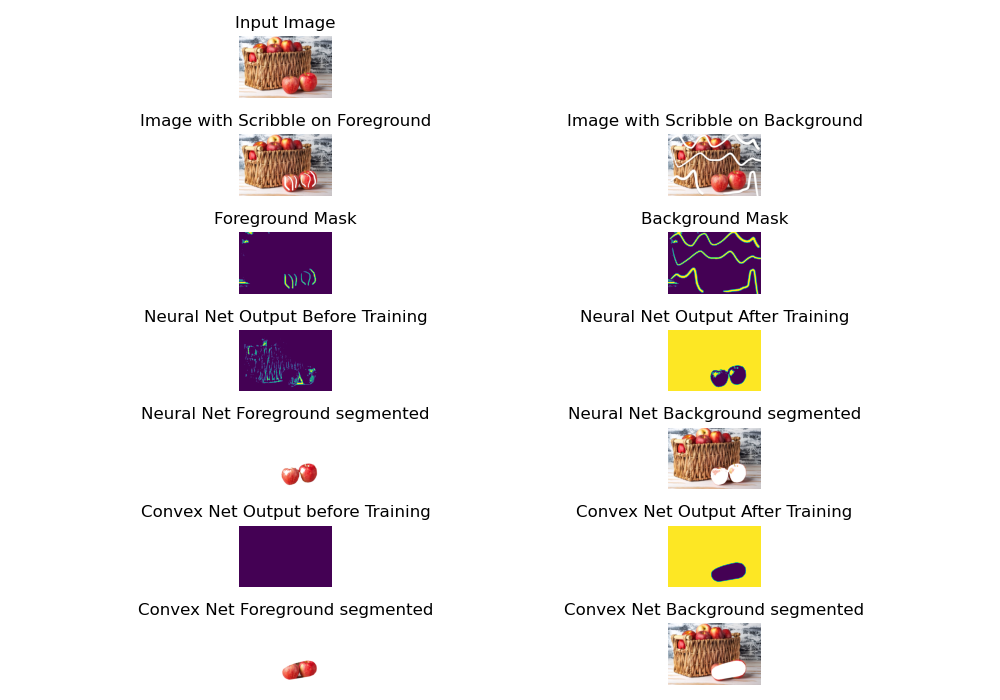 Input Image
Image with Scribble on Foreground
Image with Scribble on Background
Foreground Mask
Background Mask
Neural Net Output Before Training
Neural Net Output After Training
Neural Net Foreground segmented
Neural Net Background segmented
Convex Net Output before Training
Convex Net Output After Training
Convex Net Foreground segmented
Convex Net Background segmented